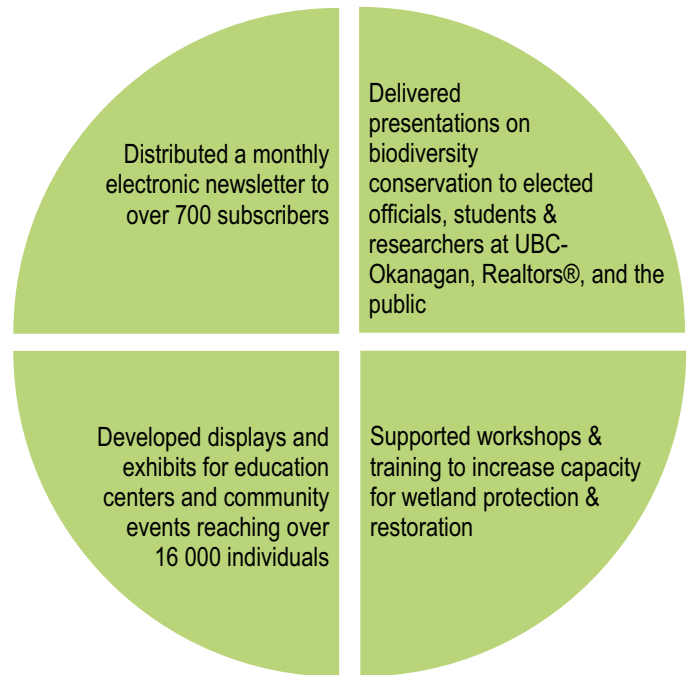 Distributed a monthly
electronic newsletter to
over 700 subscribers
Delivered
presentations on
biodiversity
conservation to elected
officials, students &
researchers at UBC-
Okanagan, Realtors®, and the
public
Developed displays and
exhibits for education
centers and community
events reaching over
16 000 individuals
Supported workshops &
training to increase capacity
for wetland protection &
restoration